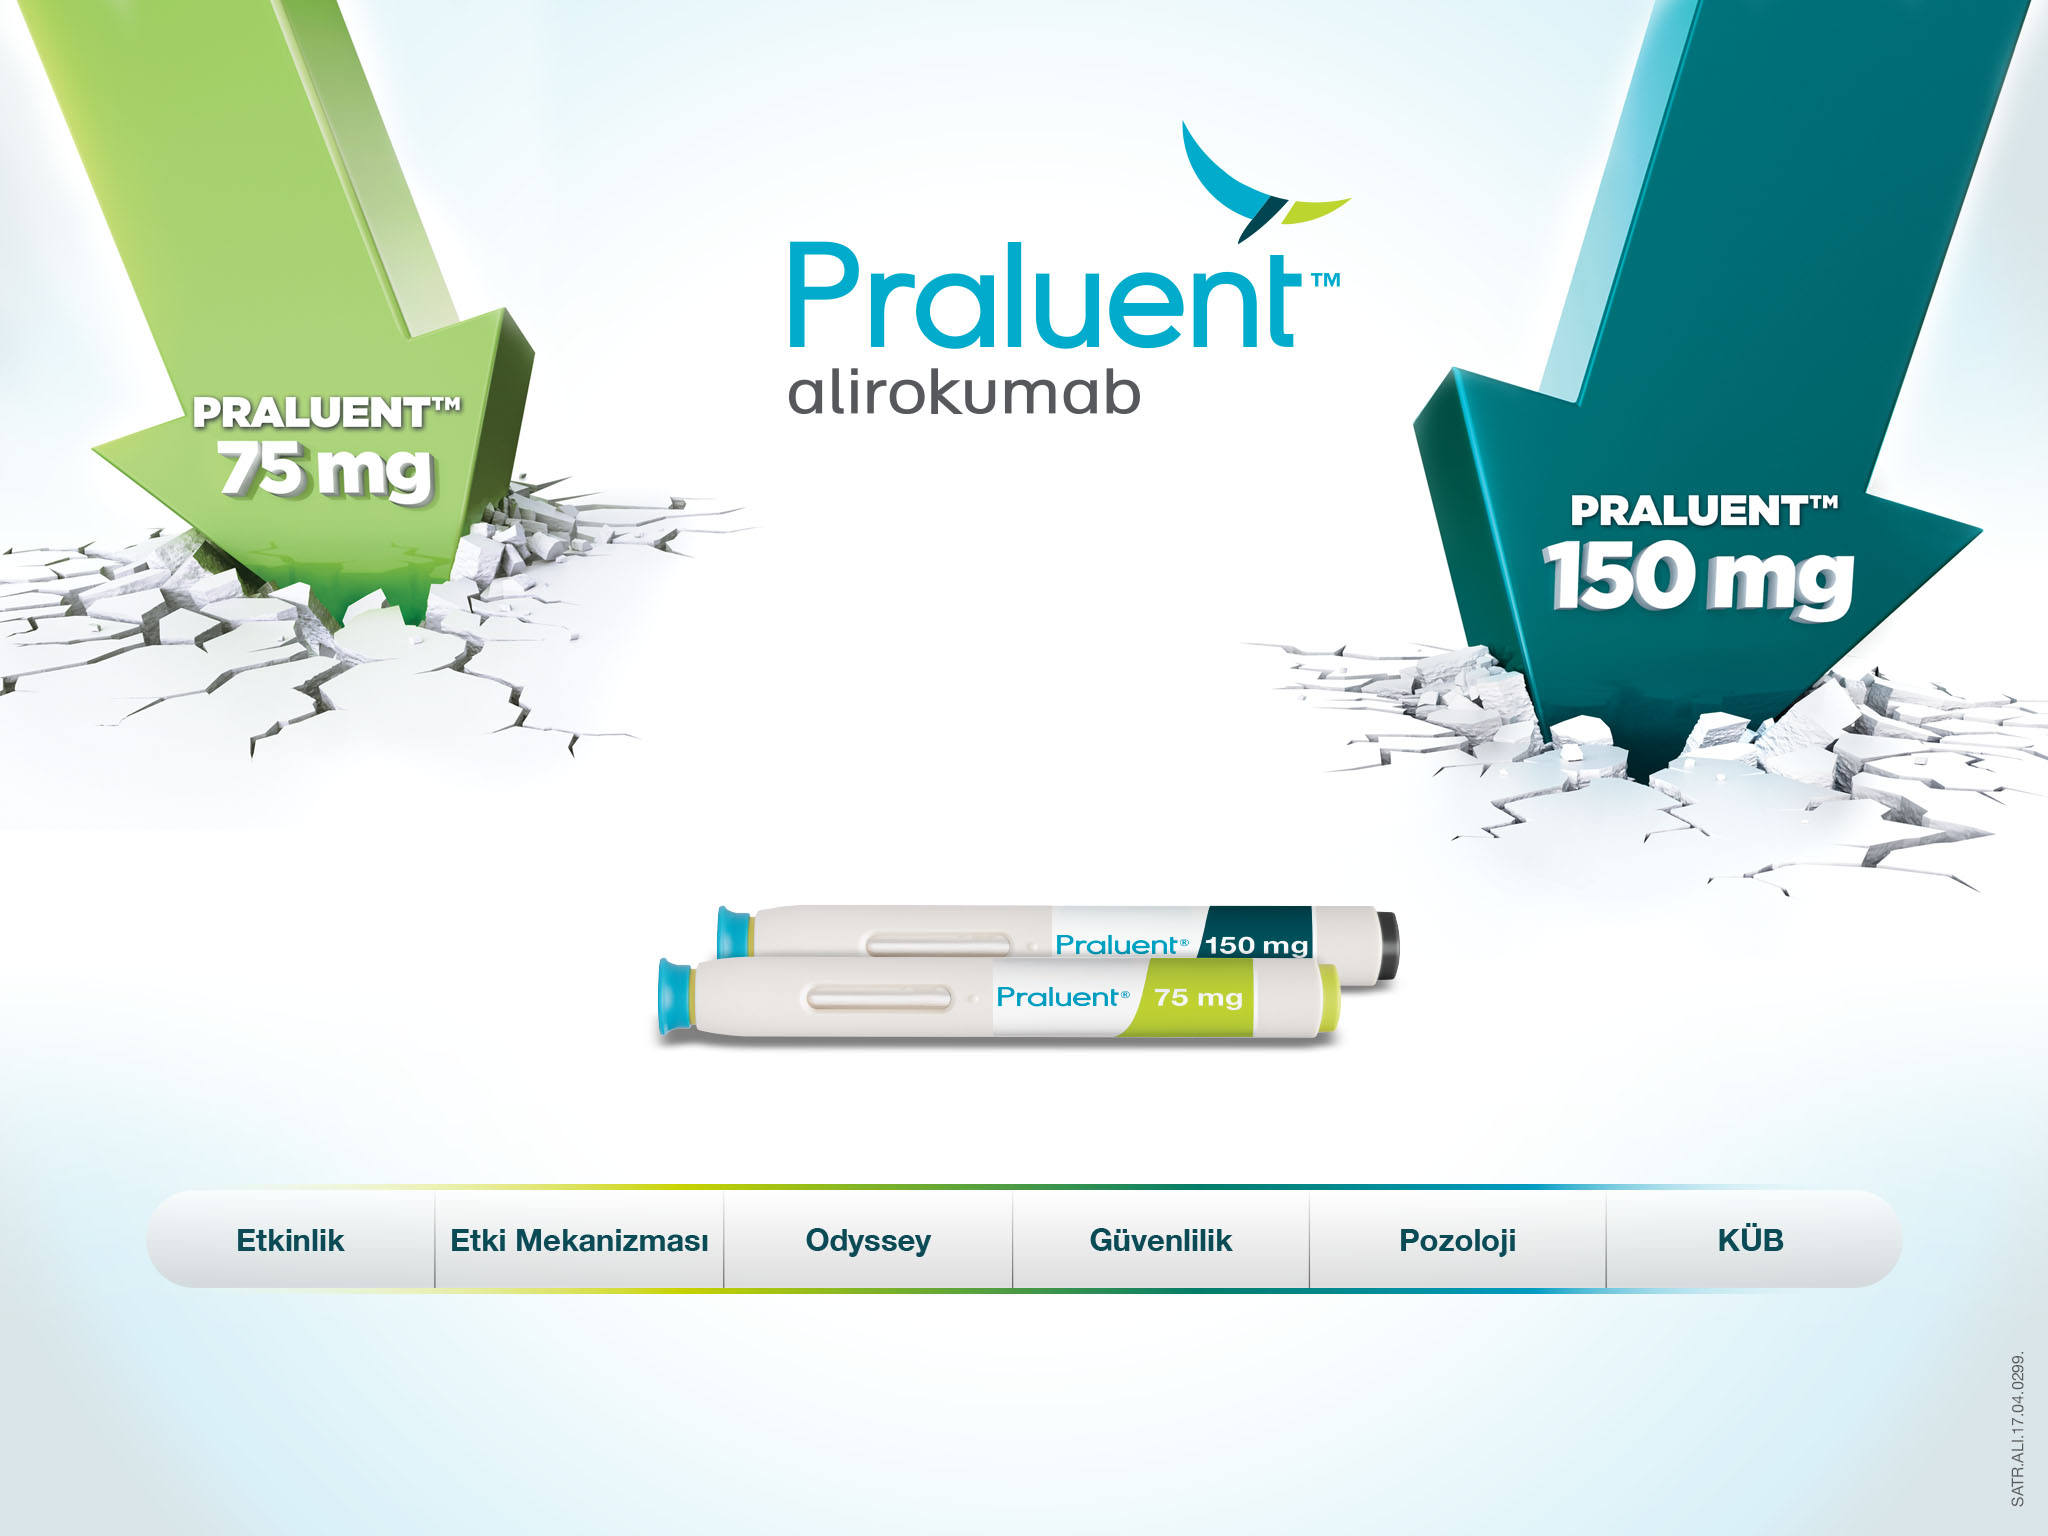 Praluent™
alirokumab
PRALUENT™
75 mg
PRALUENT™
150 mg
Praluent® 150 mg
Praluent® 75 mg
Etkinlik
Etki Mekanizması
Odyssey
Güvenlilik
Pozoloji
KÜB
SATR.ALI.17.04.0299.